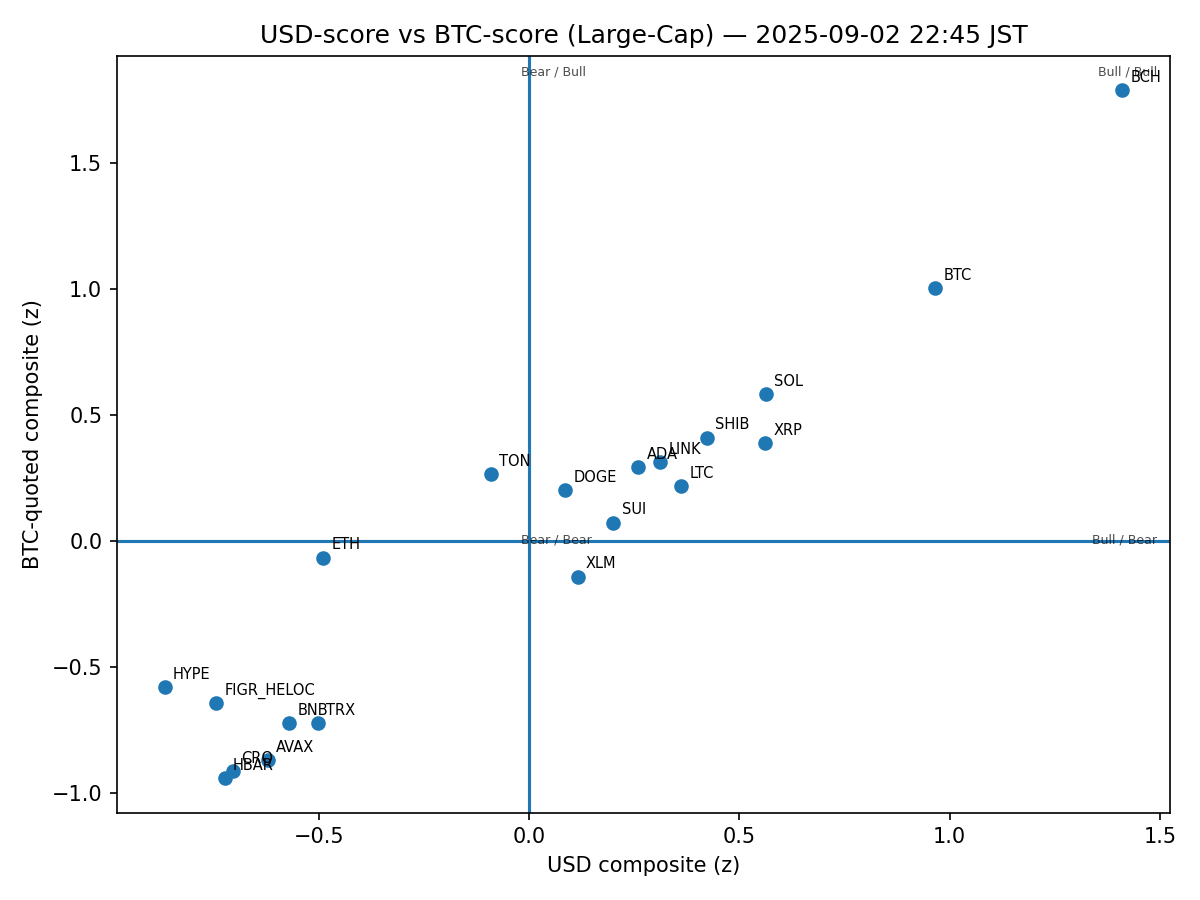 USD-score vs BTC-score (Large-Cap) — 2025-09-02 22:45 JST
Bear / Bull
Bull / Bull
BCH
1.5
BTC
1.0
SOL
0.5
SHIB
XRP
LINK
ADA
TON
LTC
DOGE
SUI
0.0
ETH
Bear / Bear
Bull / Bear
XLM
−0.5
HYPE
FIGR_HELOC
BNB
TRX
AVAX
CRO
HBAR
−1.0
−0.5
0.0
0.5
1.0
1.5
USD composite (z)
BTC-quoted composite (z)